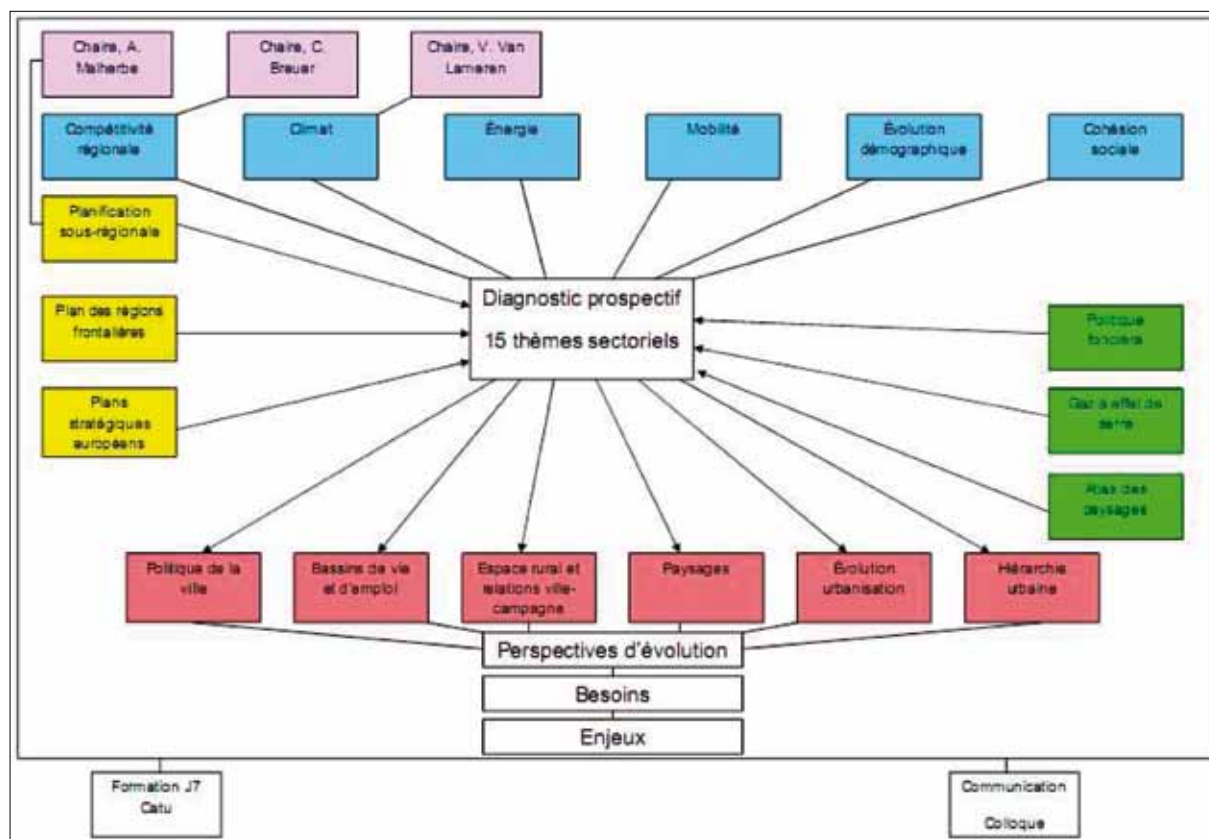 Chaire, A.
Malherbe
Chaire, C.
Breuer
Chaire, V. Van
Lameren
Compétitivité
régionale
Climat
Énergie
Mobilité
Évolution
démographique
Cohésion
sociale
Planification
sous-régionale
Plan des régions
frontalières
Plans
stratégiques
européens
Diagnostic prospectif
15 thèmes sectoriels
Politique
foncière
Gaz à effet de
serre
Atlas des
paysages
Politique de la
ville
Bassins de vie
et d'emploi
Espace rural et
relations ville-
campagne
Paysages
Évolution
urbanisation
Hiérarchie
urbaine
Perspectives d'évolution
Besoins
Enjeux
Formation J7
Catu
Communication
Colloque